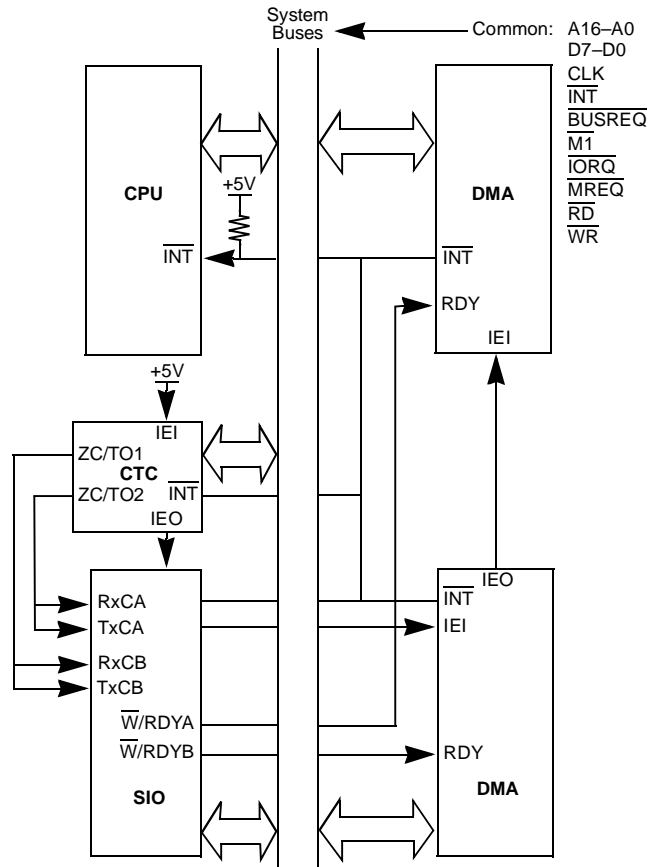 System
Buses
Common: A16–A0
D7–D0
CLK
INT
BUSREQ
M1
IORQ
MREQ
RD
WR
CPU
+5V
INT
DMA
INT
RDY
IEI
+5V
IEI
ZC/TO1
CTC
ZC/TO2
INT
IEO
RxCA
TxCA
RxCB
TxCB
W/RDYA
W/RDYB
SIO
IEO
INT
IEI
RDY
DMA